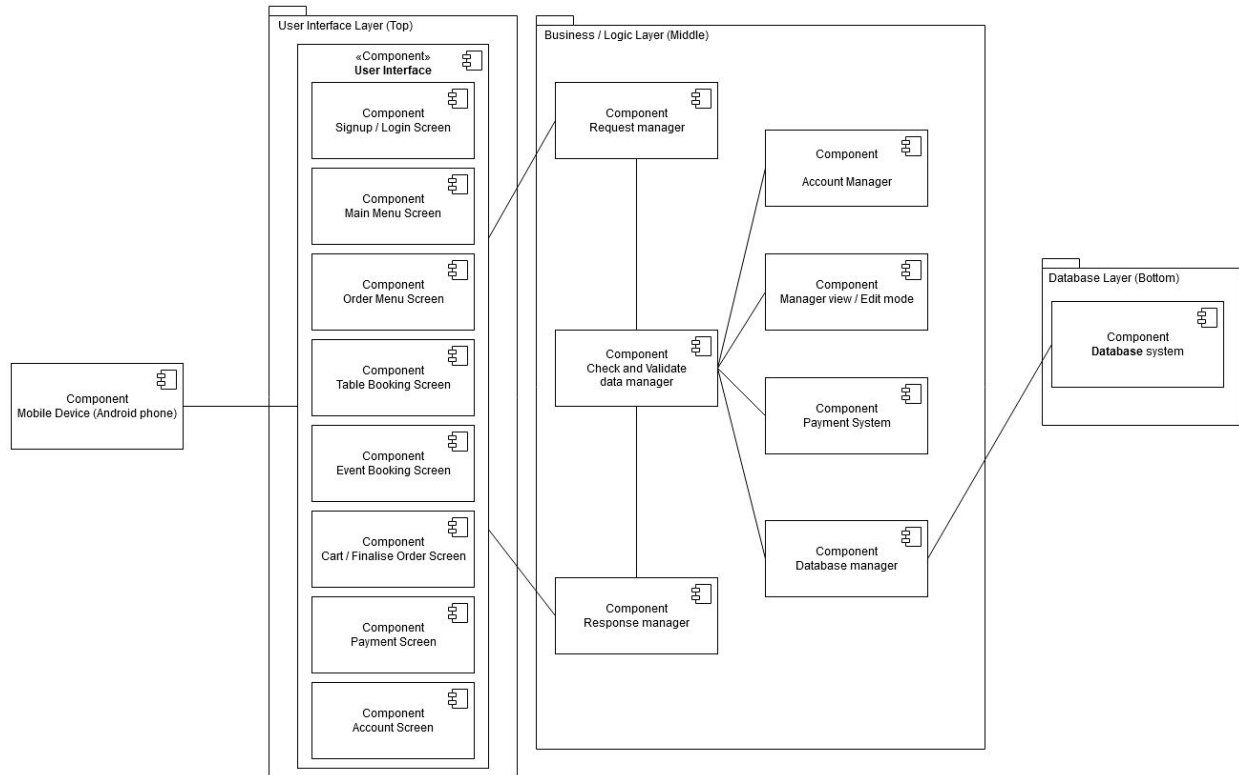 User Interface Layer (Top)
«Component»
User Interface
Component
Signup / Login Screen
Component
Main Menu Screen
Component
Order Menu Screen
Component
Table Booking Screen
Component
Event Booking Screen
Component
Cart / Finalise Order Screen
Component
Payment Screen
Component
Account Screen
Component
Mobile Device (Android phone)
Business / Logic Layer (Middle)
Component
Request manager
Component
Check and Validate
data manager
Component
Response manager
Component
Account Manager
Component
Manager view / Edit mode
Component
Payment System
Component
Database manager
Database Layer (Bottom)
Component
Database system